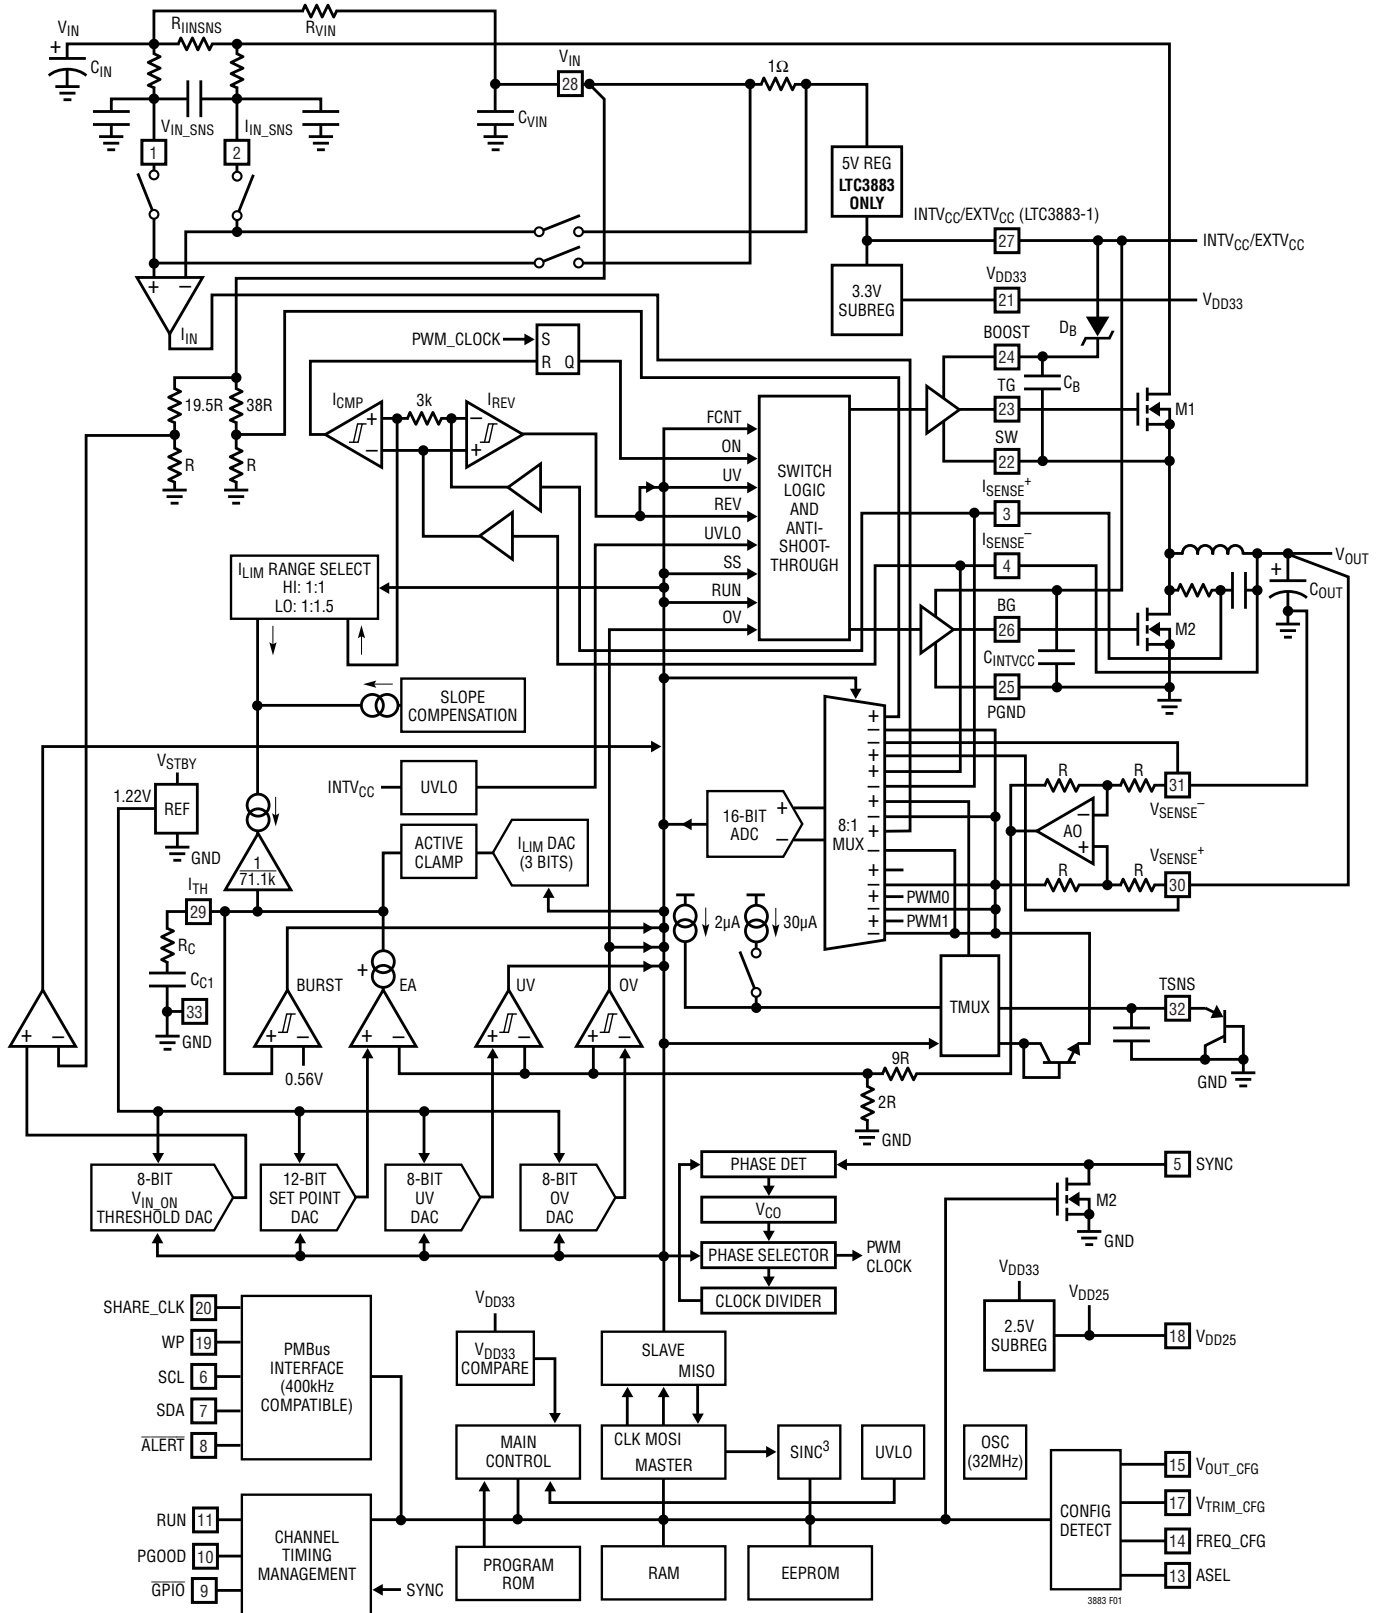 VIN
RIINSNS
RVIN
+
CIN
VIN_SNS
IIN_SNS
1
2
VIN
28
CVIN
1Ω
5V REG
LTC3883
ONLY
INTVCC/EXTVCC (LTC3883-1)
27
INTVCC/EXTVCC
3.3V
SUBREG
VDD33
21
VDD33
+ −
IIN
PWM_CLOCK
S
R Q
BOOST
24
DB
CB
TG
23
M1
SW
22
19.5R
38R
R
R
ICMP
3k
IREV
+
−
−
+
FCNT
ON
UV
REV
UVLO
SS
RUN
OV
SWITCH
LOGIC
AND
ANTI-
SHOOT-
THROUGH
ISENSE+
3
ISENSE−
4
VOUT
+
COUT
BG
26
M2
CINTVCC
25
PGND
ILIM RANGE SELECT
HI: 1:1
LO: 1:1.5
SLOPE
COMPENSATION
VSTBY
1.22V
REF
GND
INTVCC
UVLO
1
71.1k
ACTIVE
CLAMP
ILIM DAC
(3 BITS)
16-BIT
ADC
+
−
8:1
MUX
+
−
−
+
+
−
+
−
+
−
+
−
+
−
+
−
PWM0
PWM1
R
R
31
VSENSE−
AO
−
+
VSENSE+
R
R
30
ITH
29
RC
CC1
33
GND
2µA
30µA
BURST
+
EA
UV
OV
+ −
+ −
+ −
+ −
+ −
0.56V
TMUX
TSNS
32
GND
9R
2R
GND
8-BIT
VIN_ON
THRESHOLD DAC
12-BIT
SET POINT
DAC
8-BIT
UV
DAC
8-BIT
OV
DAC
PHASE DET
VCO
PHASE SELECTOR
CLOCK DIVIDER
PWM
CLOCK
5
SYNC
M2
GND
VDD33
2.5V
SUBREG
VDD25
18
VDD25
SHARE_CLK 20
WP 19
SCL 6
SDA 7
ALERT 8
PMBus
INTERFACE
(400kHz
COMPATIBLE)
VDD33
VDD33
COMPARE
SLAVE
MISO
MAIN
CONTROL
CLK MOSI
MASTER
SINC3
UVLO
OSC
(32MHz)
RUN 11
PGOOD 10
GPIO 9
CHANNEL
TIMING
MANAGEMENT
SYNC
PROGRAM
ROM
RAM
EEPROM
CONFIG
DETECT
15 VOUT_CFG
17 VTRIM_CFG
14 FREQ_CFG
13 ASEL
3883 F01